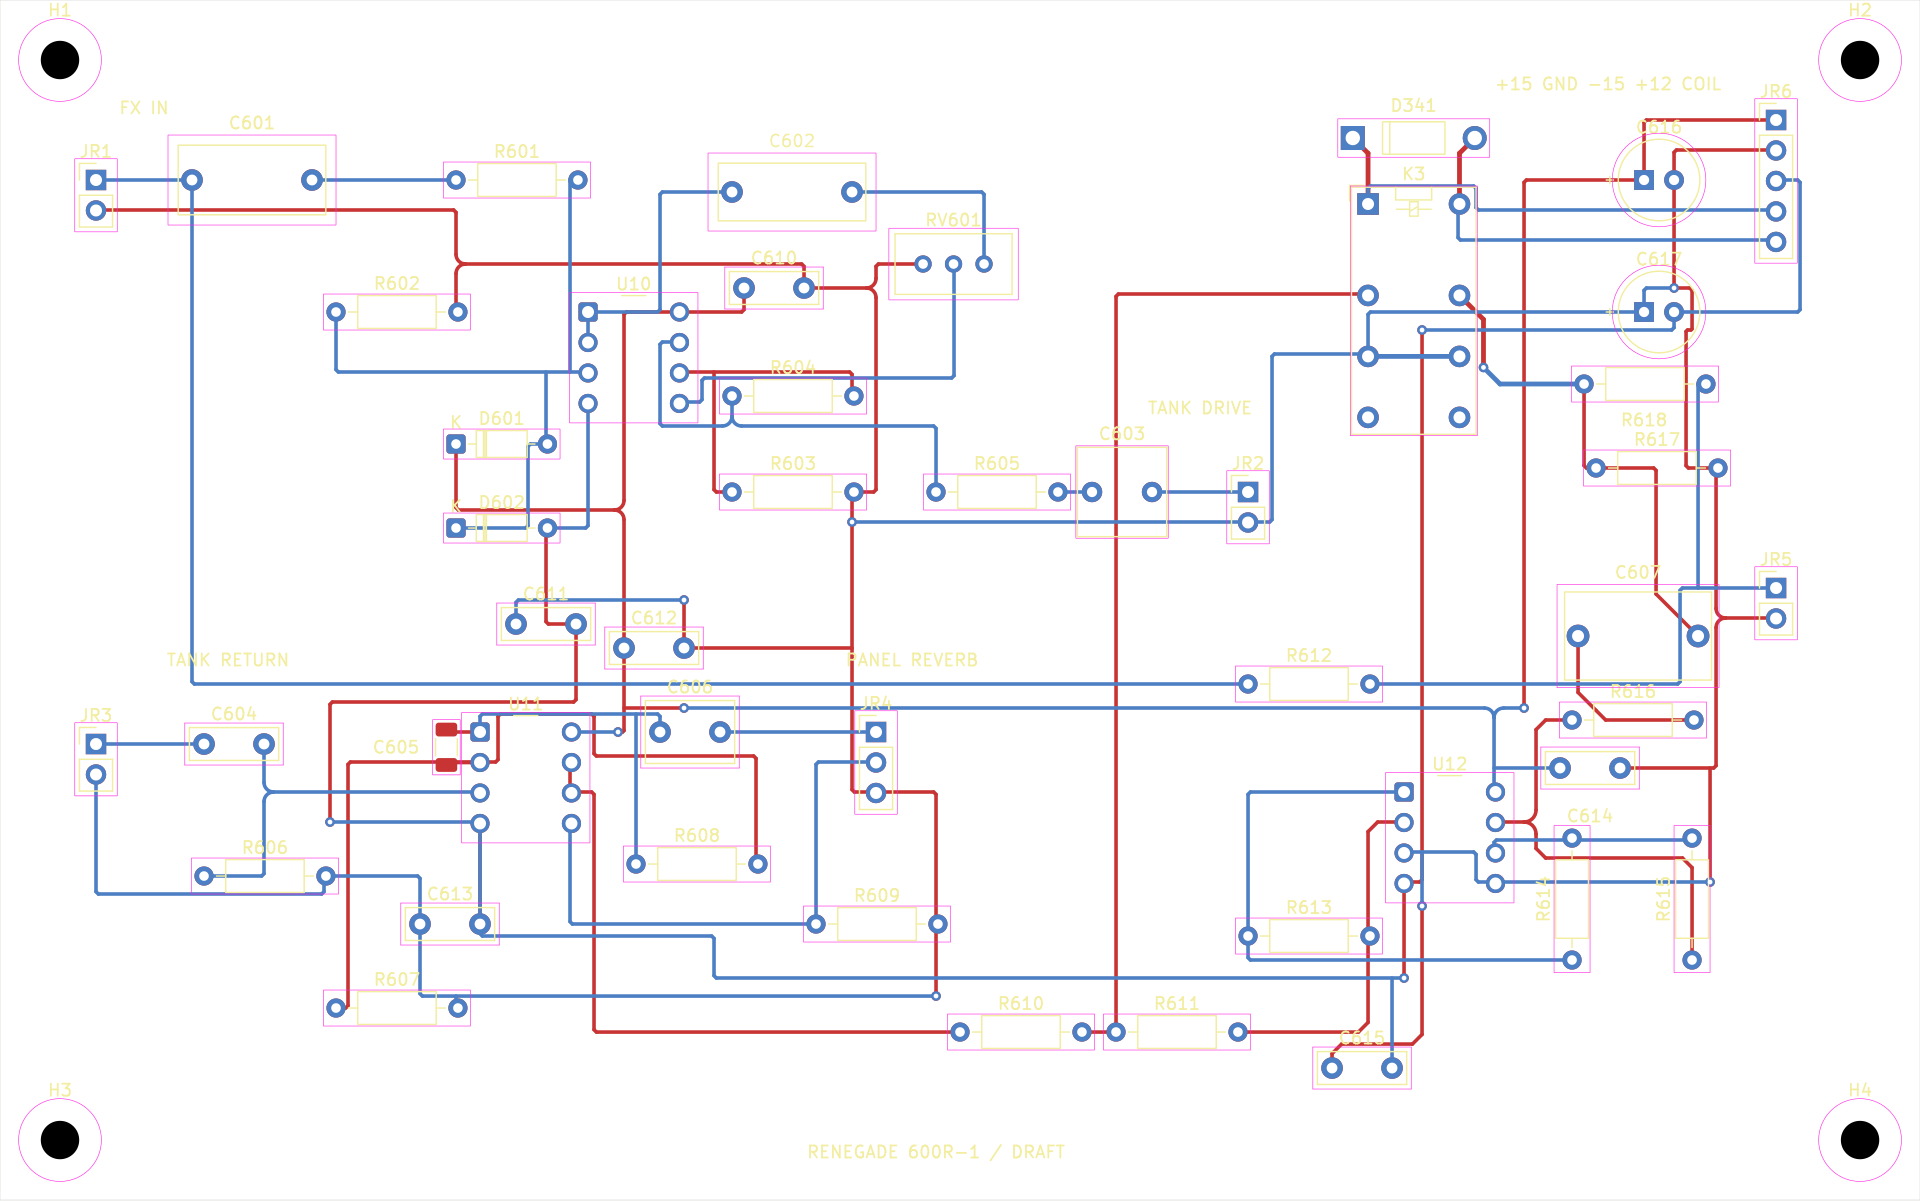 H1
H2
+15 GND -15 +12 COIL
JR6
FX IN
C601
D341
C616
JR1
R601
C602
K3
RV601
C610
C617
R602
U10
R604
TANK DRIVE
K
D601
C603
R618
R617
R603
R605
JR2
K
D602
JR5
C611
C607
C612
TANK RETURN
PANEL REVERB
R612
C606
R616
JR3
C604
U11
JR4
C605
U12
C614
R608
R606
C613
R609
R613
R614
R615
R607
R610
R611
C615
H3
H4
RENEGADE 600R-1 / DRAFT